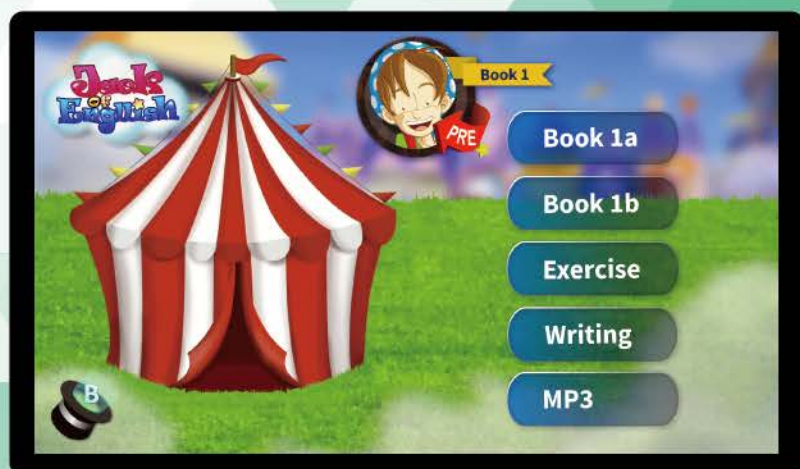 Jack
Of
English
Book 1
PRE
Book 1a
Book 1b
Exercise
Writing
MP3
B